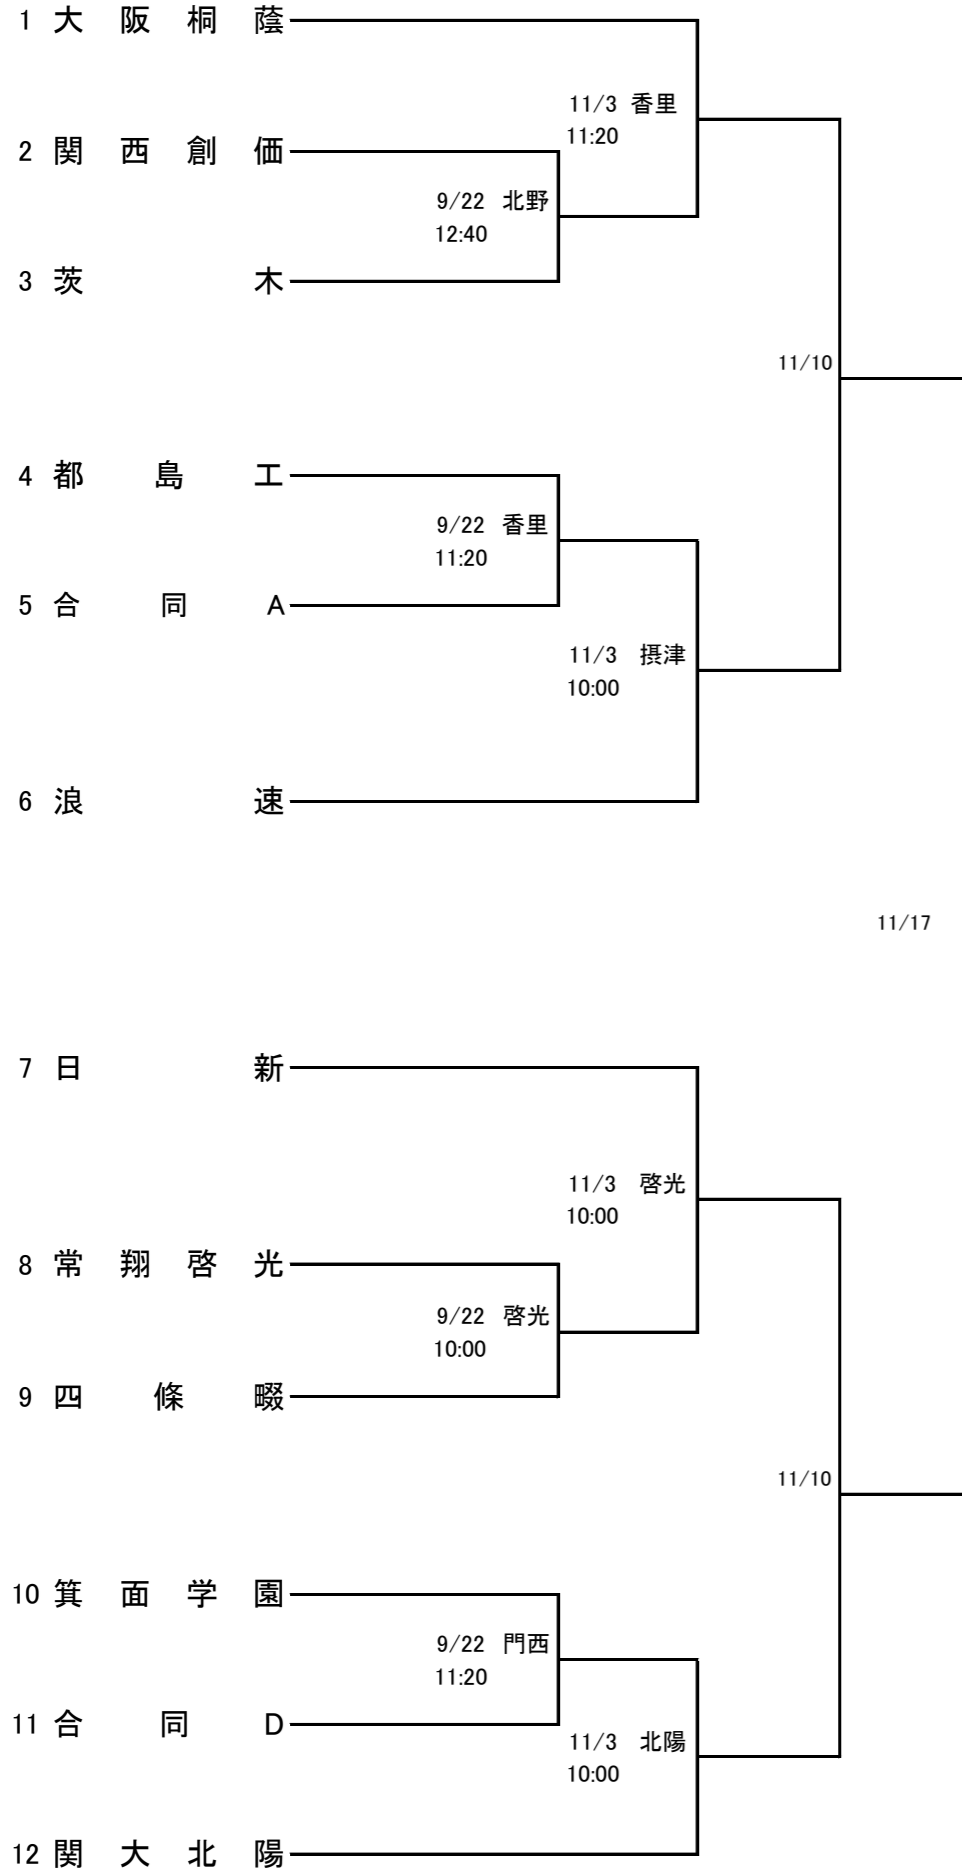 1 大阪桐蔭
11/3 香里
11:20
2 関西創価
9/22 北野
12:40
3 茨木
11/10
4 都島工
9/22 香里
11:20
5 合同A
11/3 摂津
10:00
6 浪速
11/17
7 日新
11/3 啓光
10:00
8 常翔啓光
9/22 啓光
10:00
9 四條畷
11/10
10 箕面学園
9/22 門西
11:20
11 合同D
11/3 北陽
10:00
12 関大北陽